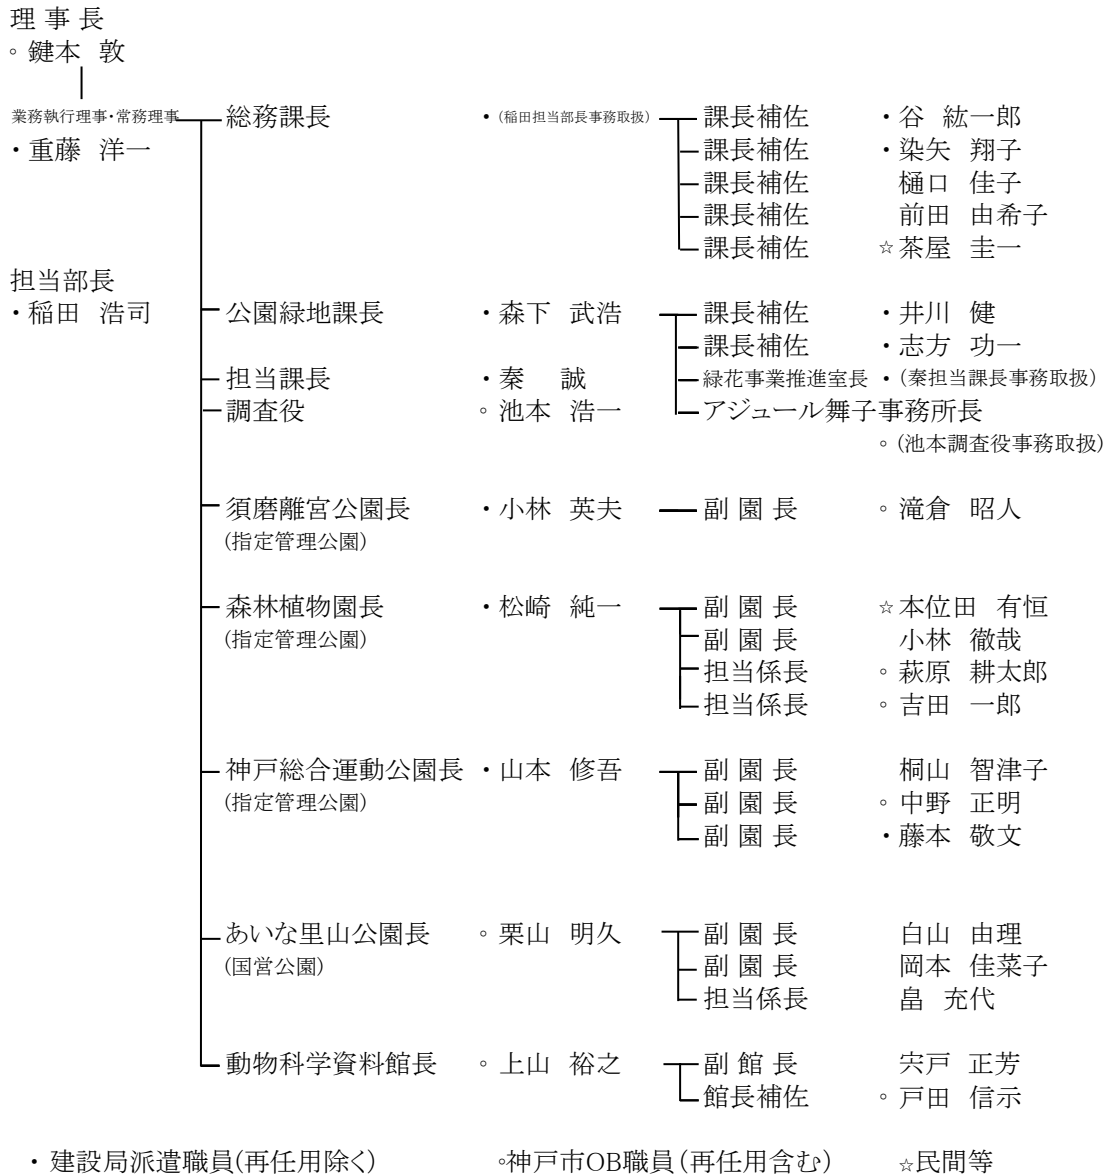 理 事 長
◦ 鍵本 敦
業務執行理事・常務理事 総務課長 ・(稲田担当部長事務取扱) 課長補佐 ・谷 紘一郎
・重藤 洋一 課長補佐 ・染矢 翔子
課長補佐 樋口 佳子
課長補佐 前田 由希子
課長補佐 ☆茶屋 圭一
担当部長
・稲田 浩司 公園緑地課長 ・森下 武浩 課長補佐 ・井川 健
課長補佐 ・志方 功一
担当課長 ・秦 誠 緑花事業推進室長 ・(秦担当課長事務取扱)
調査役 ◦池本 浩一 アジュール舞子事務所長
◦(池本調査役事務取扱)
須磨離宮公園長 ・小林 英夫 副 園 長 ◦滝倉 昭人
(指定管理公園)
森林植物園長 ・松崎 純一 副 園 長 ☆本位田 有恒
(指定管理公園) 副 園 長 小林 徹哉
担当係長 ◦萩原 耕太郎
担当係長 ◦吉田 一郎
神戸総合運動公園長 ・山本 修吾 副 園 長 桐山 智津子
(指定管理公園) 副 園 長 ◦中野 正明
副 園 長 ・藤本 敬文
あいな里山公園長 ◦栗山 明久 副 園 長 白山 由理
(国営公園) 副 園 長 岡本 佳菜子
担当係長 畠 充代
動物科学資料館長 ◦上山 裕之 副 館 長 宍戸 正芳
館長補佐 ◦戸田 信示
・ 建設局派遣職員(再任用除く) ◦神戸市OB職員(再任用含む) ☆民間等